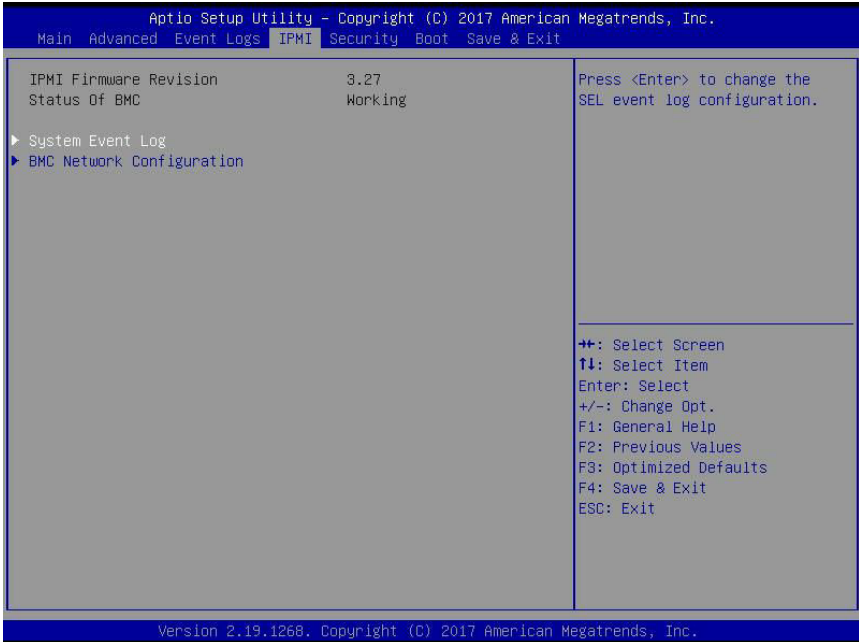 Aptio Setup Utility – Copyright (C) 2017 American Megatrends, Inc.
Main Advanced Event Logs IPMI Security Boot Save & Exit
IPMI Firmware Revision 3.27
Status Of BMC Working
▶ System Event Log
▶ BMC Network Configuration
Press <Enter> to change the
SEL event log configuration.
→←: Select Screen
↑↓: Select Item
Enter: Select
+/-: Change Opt.
F1: General Help
F2: Previous Values
F3: Optimized Defaults
F4: Save & Exit
ESC: Exit
Version 2.19.1268. Copyright (C) 2017 American Megatrends, Inc.